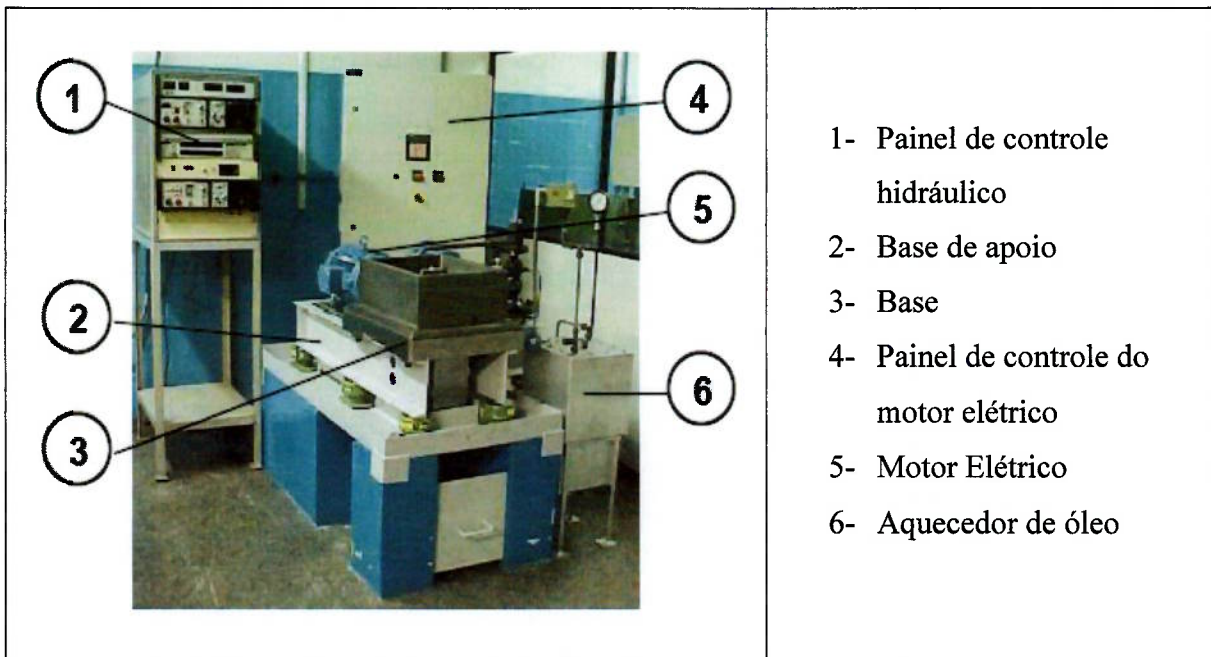 1
4
5
2
6
3
1- Painel de controle
hidráulico
2- Base de apoio
3- Base
4- Painel de controle do
motor elétrico
5- Motor Elétrico
6- Aquecedor de óleo